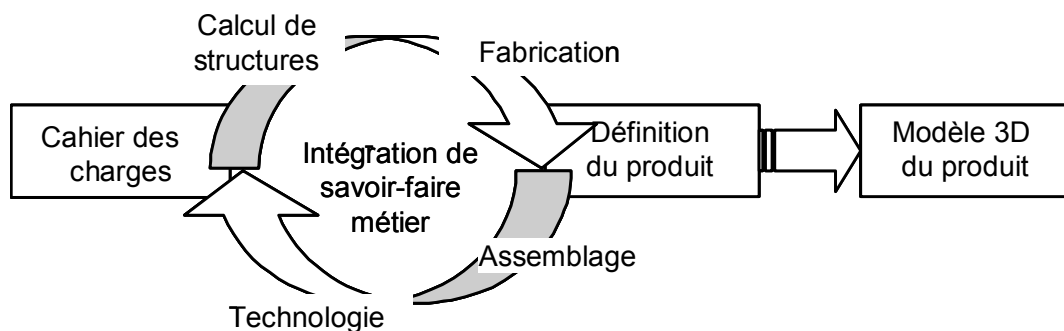 Calcul de
structures
Fabrication
Cahier des
charges
Intégration de
savoir-faire
métier
Définition
du produit
Modèle 3D
du produit
Assemblage
Technologie